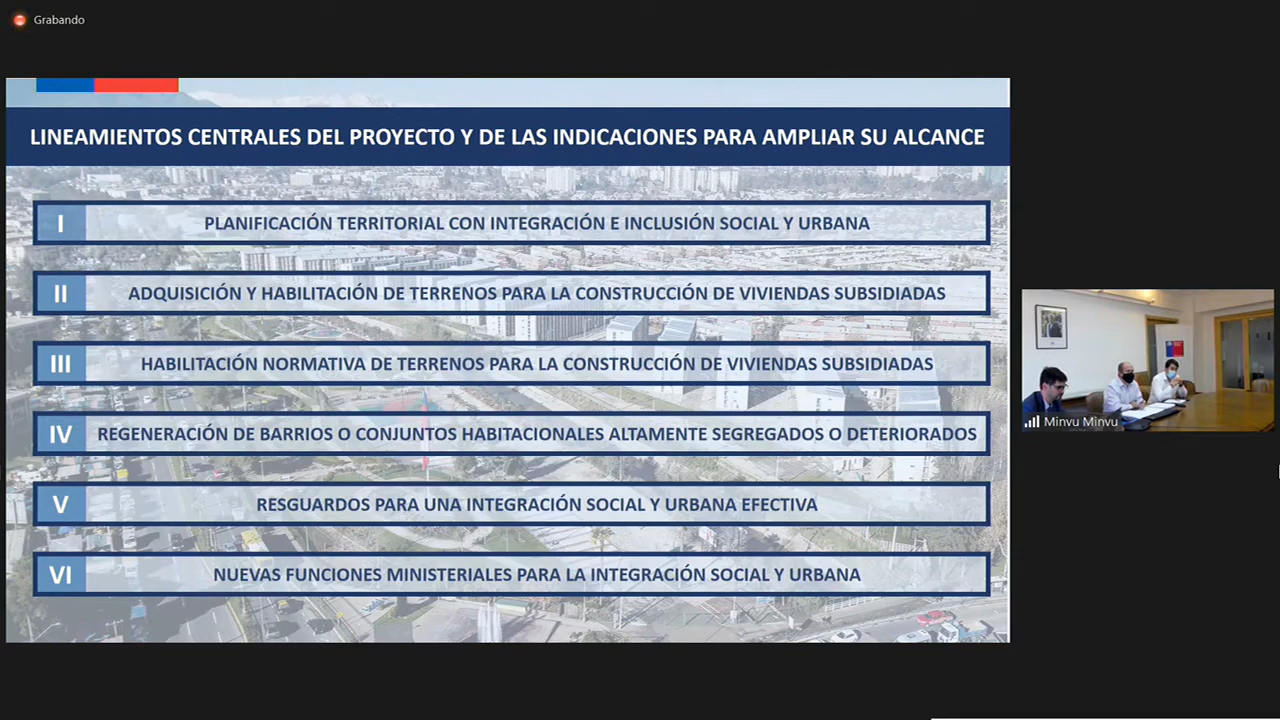 Grabando
LINEAMIENTOS CENTRALES DEL PROYECTO Y DE LAS INDICACIONES PARA AMPLIAR SU ALCANCE
I PLANIFICACIÓN TERRITORIAL CON INTEGRACIÓN E INCLUSIÓN SOCIAL Y URBANA
II ADQUISICIÓN Y HABILITACIÓN DE TERRENOS PARA LA CONSTRUCCIÓN DE VIVIENDAS SUBSIDIADAS
III HABILITACIÓN NORMATIVA DE TERRENOS PARA LA CONSTRUCCIÓN DE VIVIENDAS SUBSIDIADAS
IV REGENERACIÓN DE BARRIOS O CONJUNTOS HABITACIONALES ALTAMENTE SEGREGADOS O DETERIORADOS
V RESGUARDOS PARA UNA INTEGRACIÓN SOCIAL Y URBANA EFECTIVA
VI NUEVAS FUNCIONES MINISTERIALES PARA LA INTEGRACIÓN SOCIAL Y URBANA
Minvu Minvu